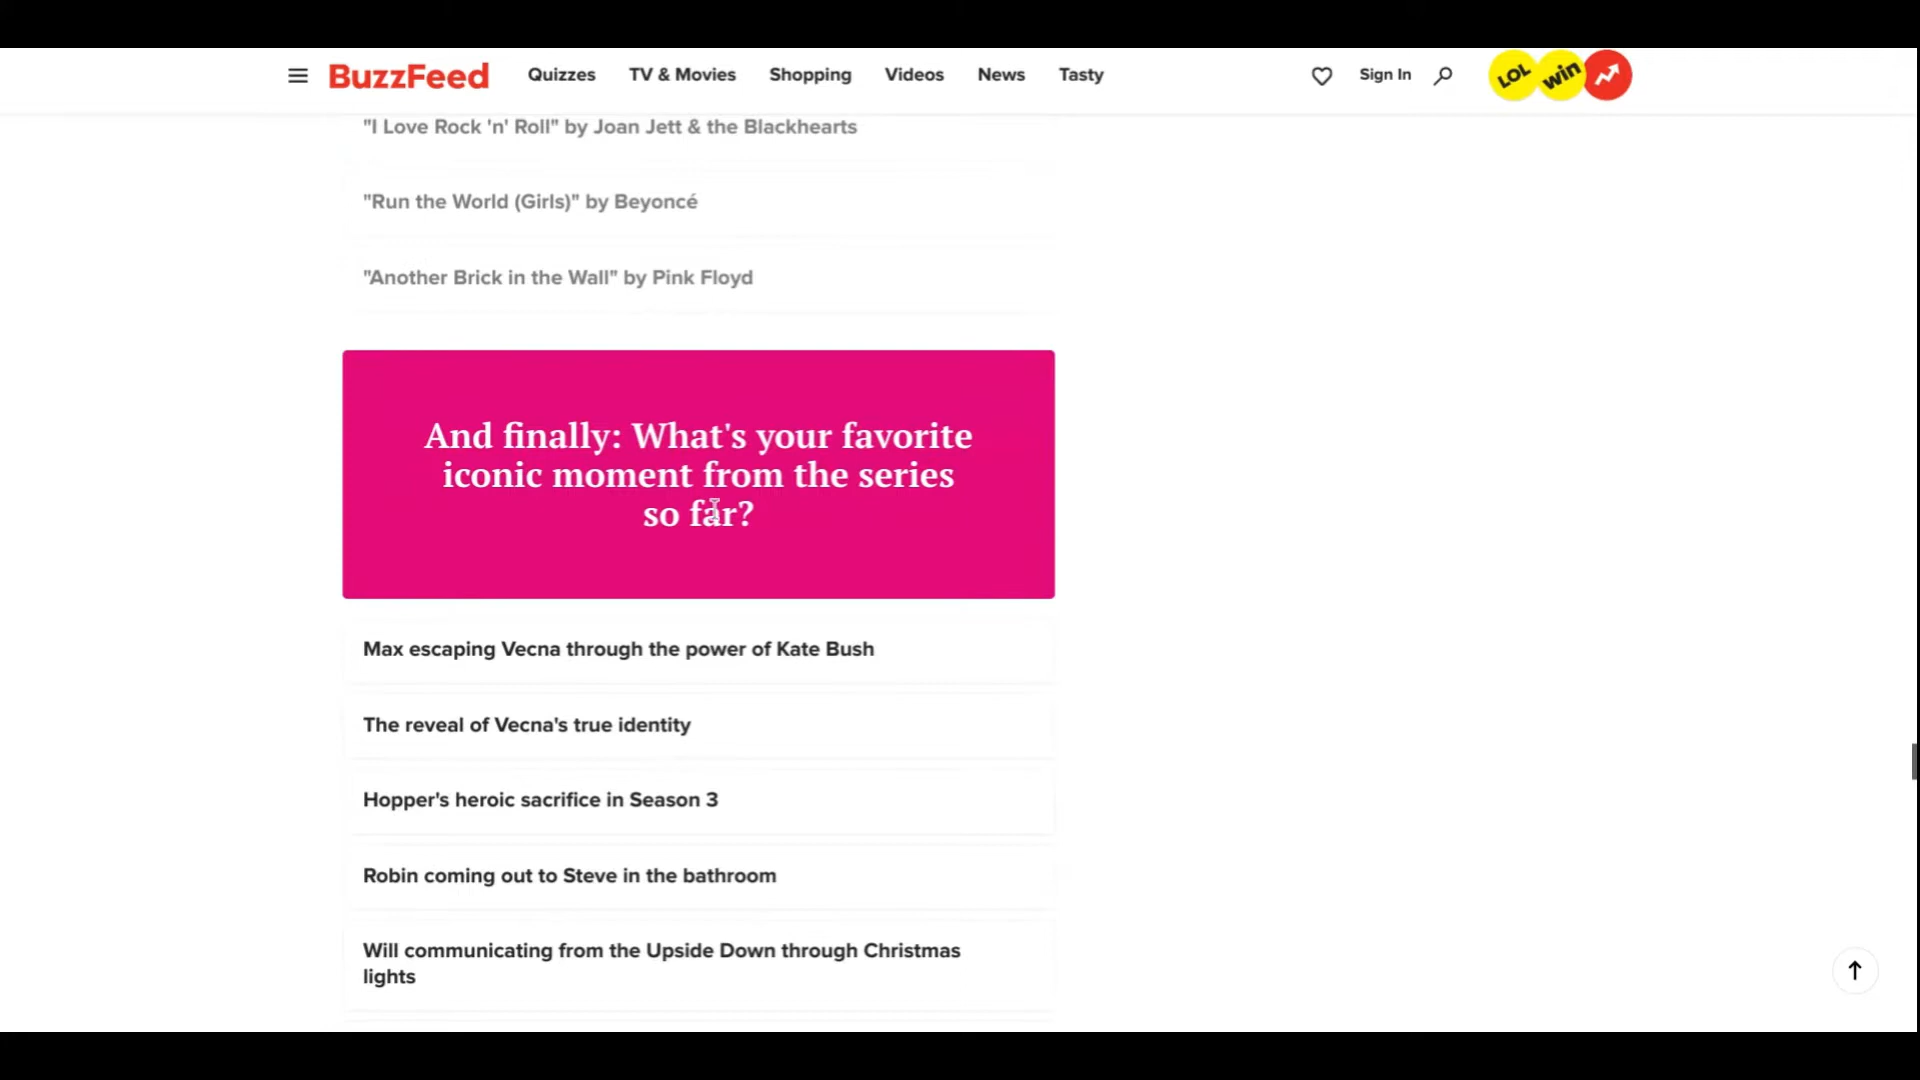 BuzzFeed Quizzes TV & Movies Shopping Videos News Tasty Sign In LOL win
"I Love Rock 'n' Roll" by Joan Jett & the Blackhearts
"Run the World (Girls)" by Beyoncé
"Another Brick in the Wall" by Pink Floyd
And finally: What's your favorite
iconic moment from the series
so far?
Max escaping Vecna through the power of Kate Bush
The reveal of Vecna's true identity
Hopper's heroic sacrifice in Season 3
Robin coming out to Steve in the bathroom
Will communicating from the Upside Down through Christmas
lights